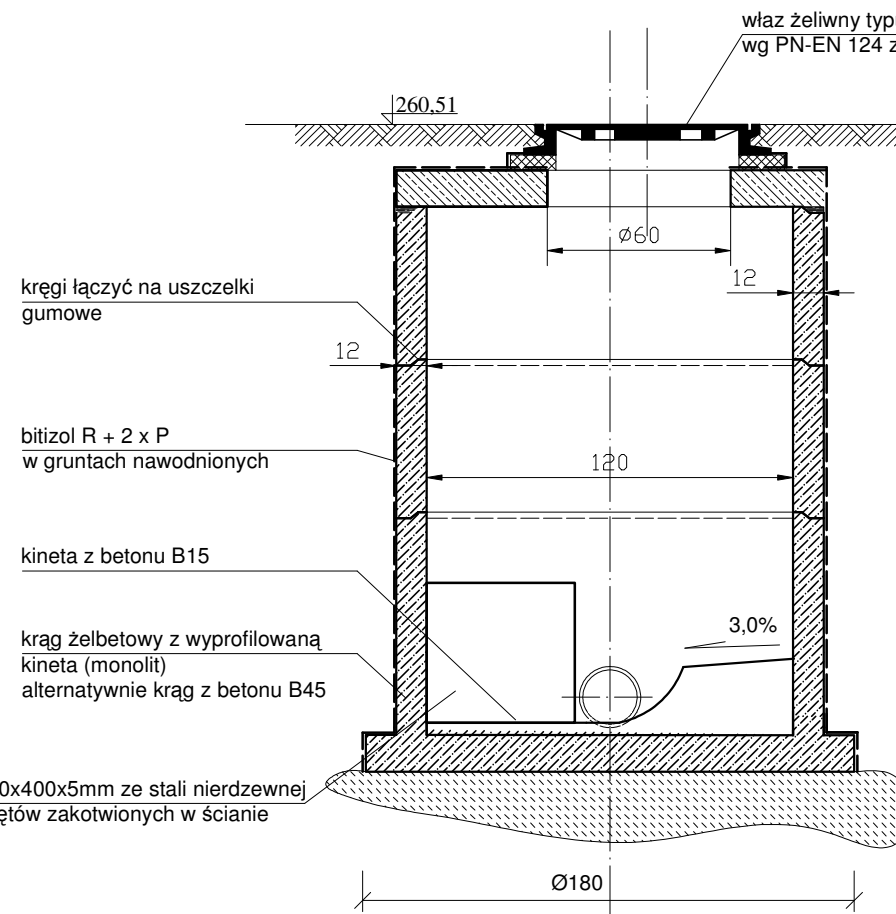 właz żeliwny typ
wg PN-EN 124 z
260,51
ø60
12
kręgi łączyć na uszczelki
gumowe
12
bitizol R + 2 x P
w gruntach nawodnionych
120
kineta z betonu B15
3,0%
krąg żelbetowy z wyprofilowaną
kineta (monolit)
alternatywnie krąg z betonu B45
0x400x5mm ze stali nierdzewnej
ętów zakotwionych w ścianie
Ø180